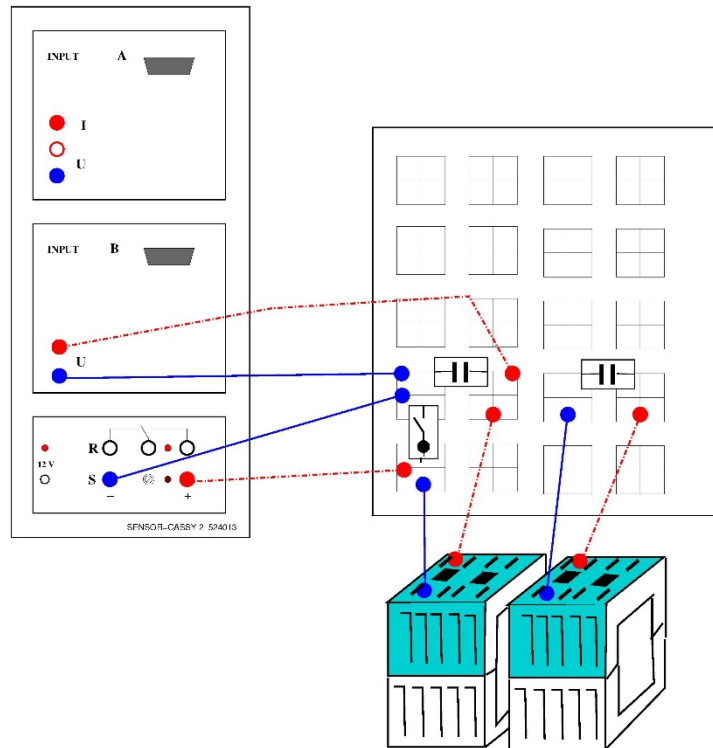 INPUT A
I
U
INPUT B
U
R
12 V
S
− +
SENSOR−CASSY 2 524013